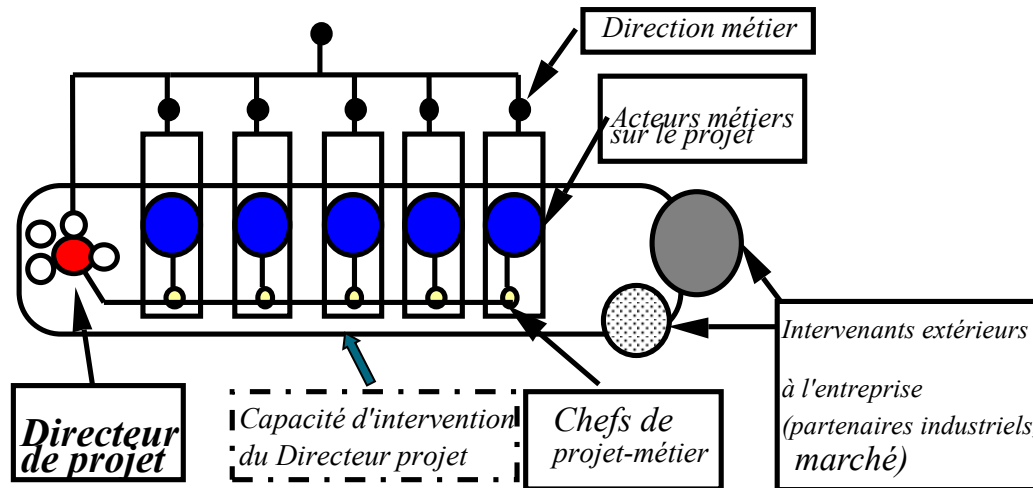 Direction métier
Acteurs métiers
sur le projet
Intervenants extérieurs
à l'entreprise
(partenaires industriels,
marché)
Directeur
de projet
Capacité d'intervention
du Directeur projet
Chefs de
projet-métier